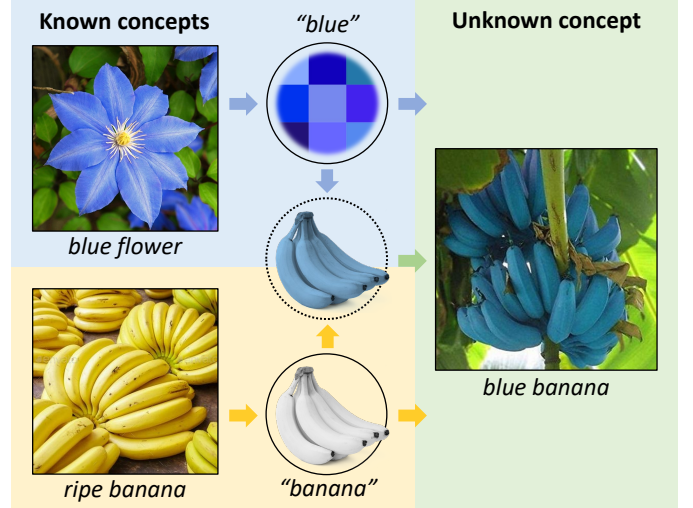 Known concepts
"blue"
Unknown concept
blue flower
blue banana
ripe banana
"banana"